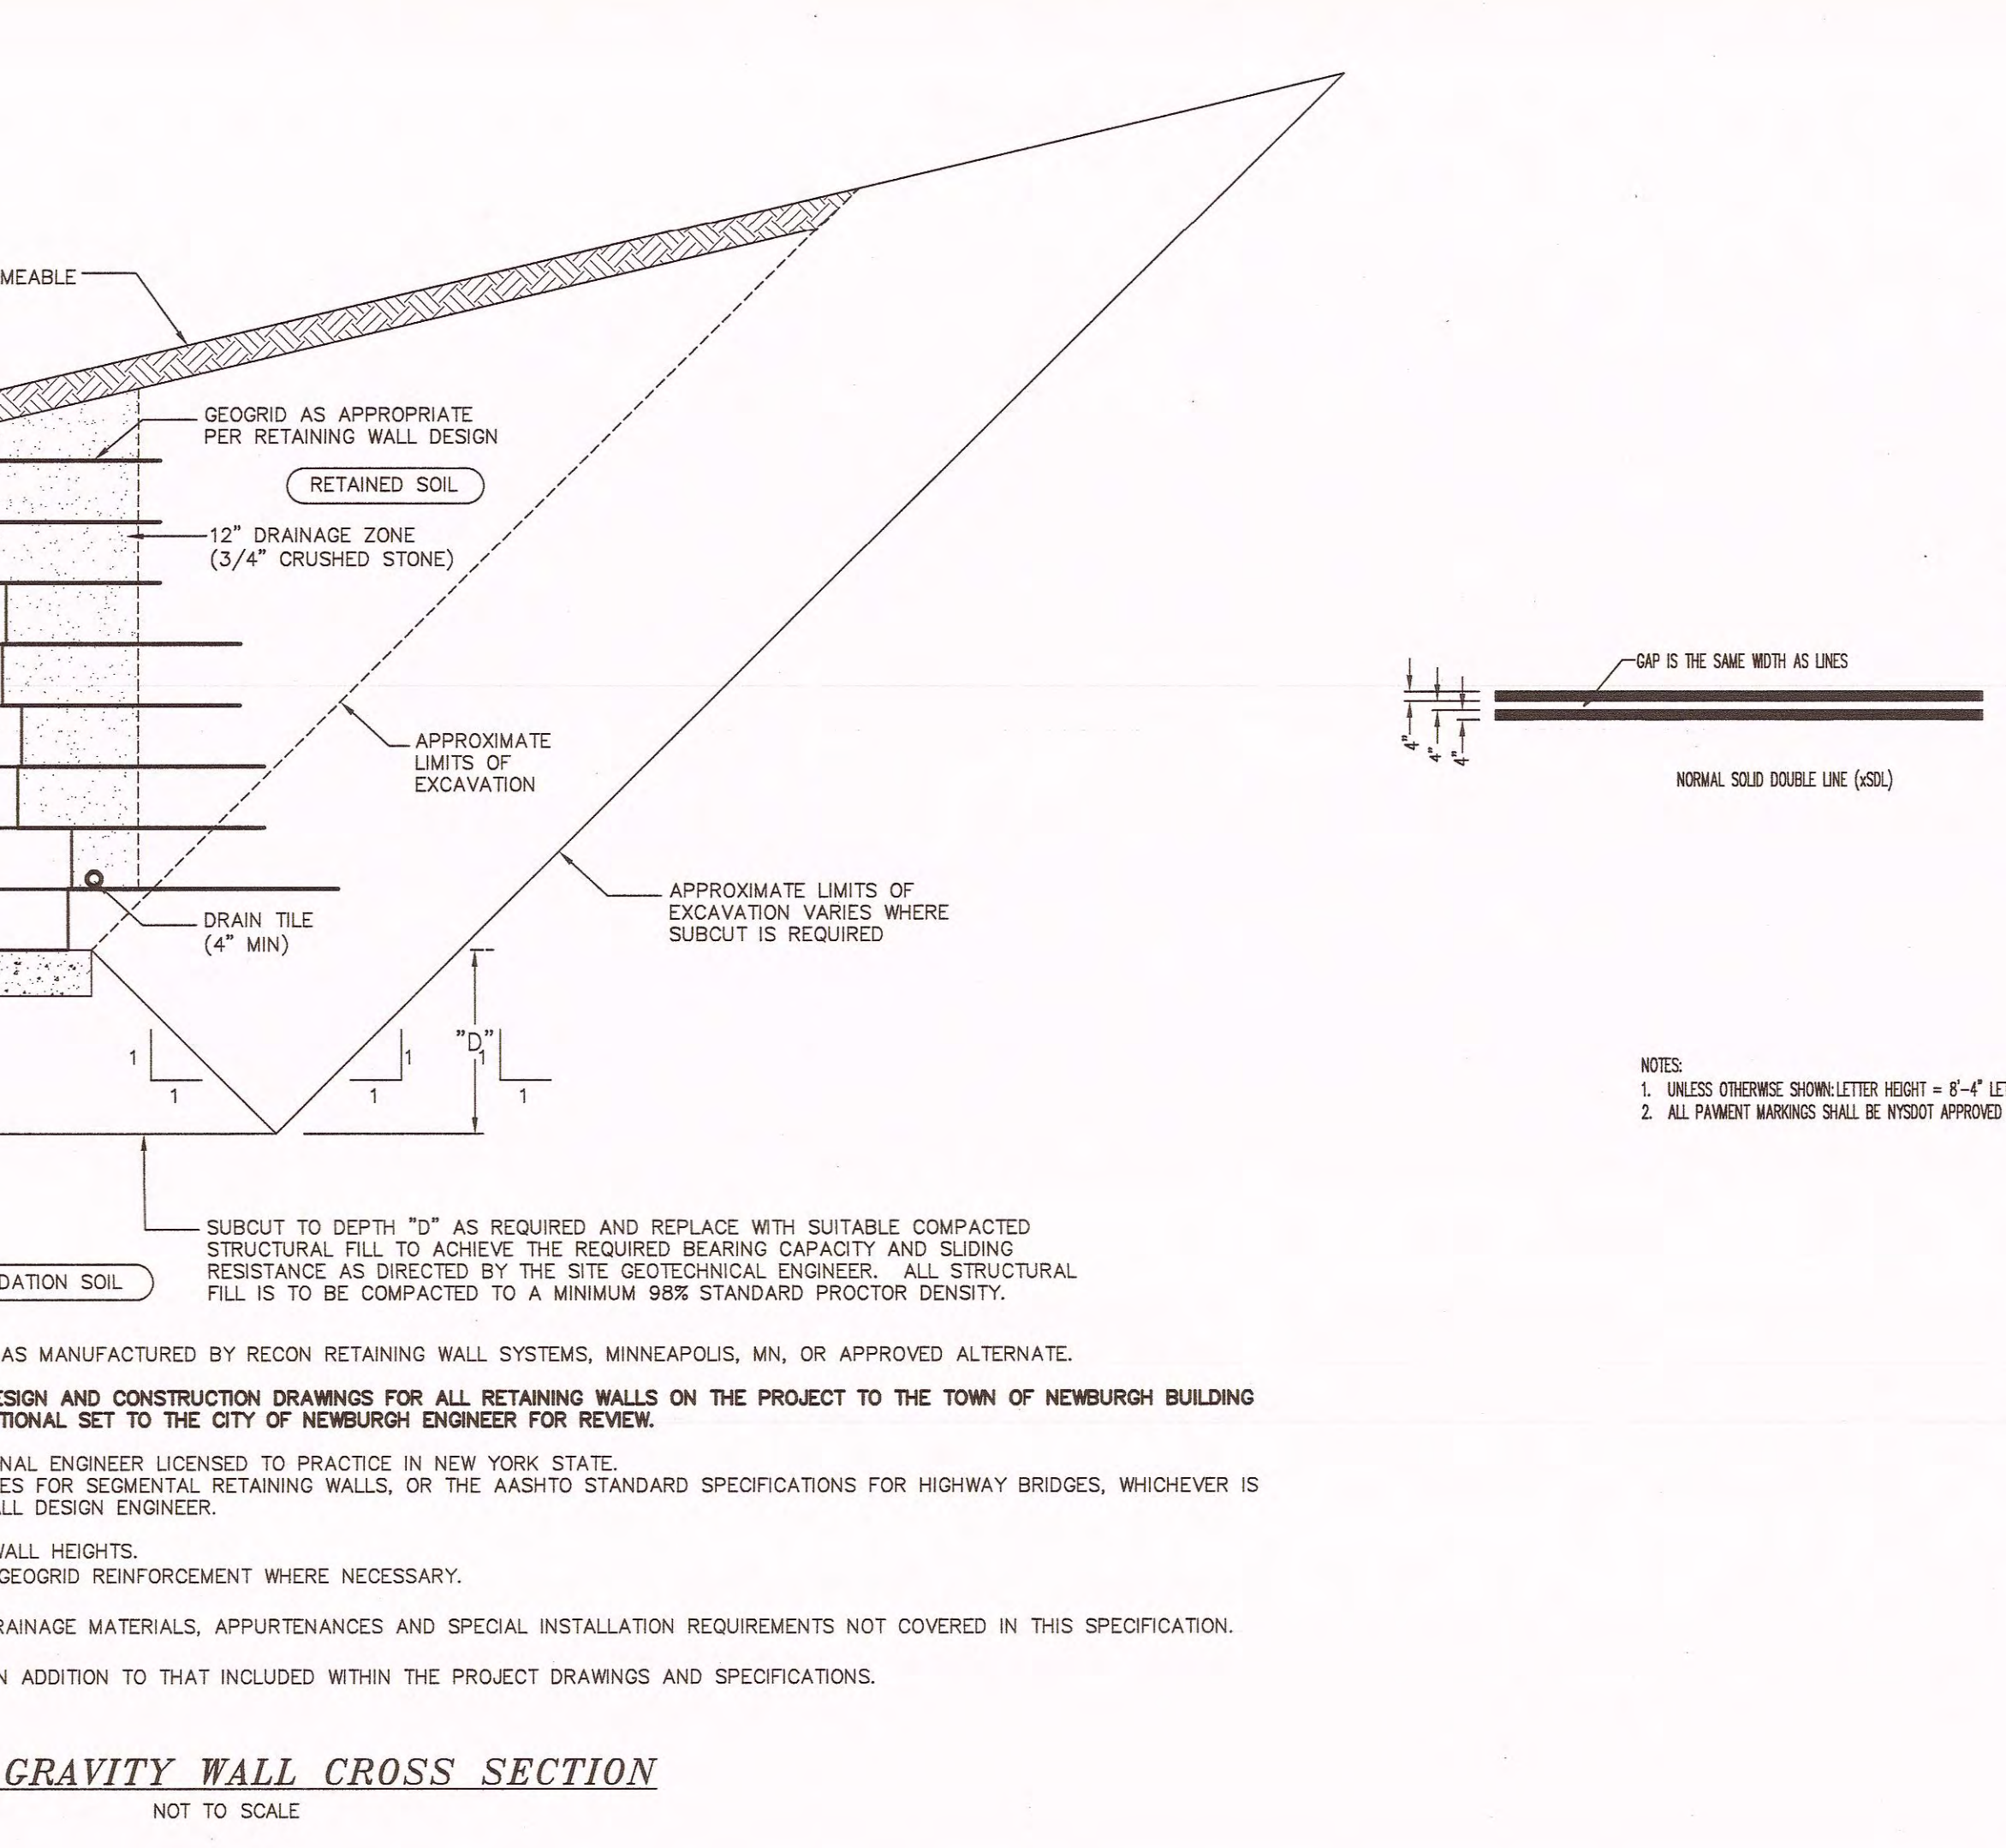 MEABLE
GEOGRID AS APPROPRIATE
PER RETAINING WALL DESIGN
RETAINED SOIL
12" DRAINAGE ZONE
(3/4" CRUSHED STONE)
APPROXIMATE
LIMITS OF
EXCAVATION
APPROXIMATE LIMITS OF
EXCAVATION VARIES WHERE
SUBCUT IS REQUIRED
DRAIN TILE
(4" MIN)
1
1
1
1
"D"
1
1
SUBCUT TO DEPTH "D" AS REQUIRED AND REPLACE WITH SUITABLE COMPACTED
STRUCTURAL FILL TO ACHIEVE THE REQUIRED BEARING CAPACITY AND SLIDING
RESISTANCE AS DIRECTED BY THE SITE GEOTECHNICAL ENGINEER. ALL STRUCTURAL
FILL IS TO BE COMPACTED TO A MINIMUM 98% STANDARD PROCTOR DENSITY.
DATION SOIL
AS MANUFACTURED BY RECON RETAINING WALL SYSTEMS, MINNEAPOLIS, MN, OR APPROVED ALTERNATE.
ESIGN AND CONSTRUCTION DRAWINGS FOR ALL RETAINING WALLS ON THE PROJECT TO THE TOWN OF NEWBURGH BUILDING
TIONAL SET TO THE CITY OF NEWBURGH ENGINEER FOR REVIEW.
NAL ENGINEER LICENSED TO PRACTICE IN NEW YORK STATE.
ES FOR SEGMENTAL RETAINING WALLS, OR THE AASHTO STANDARD SPECIFICATIONS FOR HIGHWAY BRIDGES, WHICHEVER IS
ALL DESIGN ENGINEER.
WALL HEIGHTS.
GEOGRID REINFORCEMENT WHERE NECESSARY.
RAINAGE MATERIALS, APPURTENANCES AND SPECIAL INSTALLATION REQUIREMENTS NOT COVERED IN THIS SPECIFICATION.
N ADDITION TO THAT INCLUDED WITHIN THE PROJECT DRAWINGS AND SPECIFICATIONS.
GRAVITY WALL CROSS SECTION
NOT TO SCALE
GAP IS THE SAME WIDTH AS LINES
4"
4"
4"
NORMAL SOLID DOUBLE LINE (xSDL)
NOTES:
1. UNLESS OTHERWISE SHOWN: LETTER HEIGHT = 8'-4" LET
2. ALL PAVMENT MARKINGS SHALL BE NYSDOT APPROVED